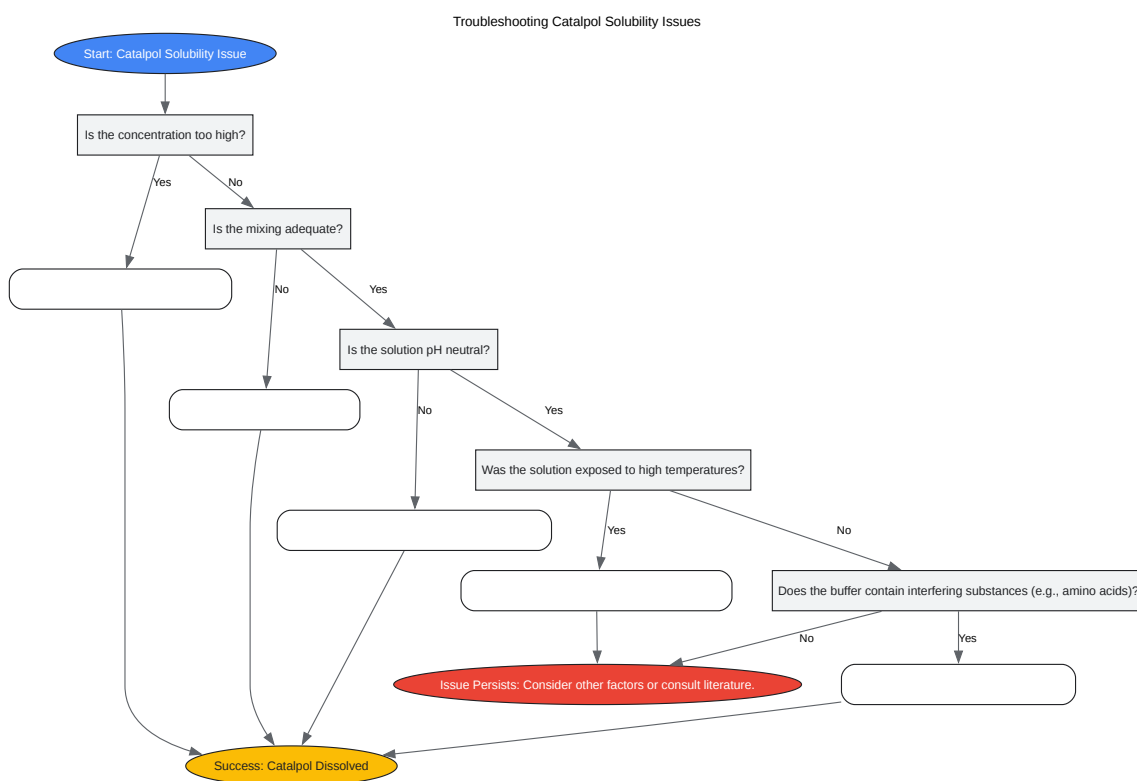 Troubleshooting Catalpol Solubility Issues
Start: Catalpol Solubility Issue
Is the concentration too high?
Yes
No
Is the mixing adequate?
No
Yes
Is the solution pH neutral?
No
Yes
Was the solution exposed to high temperatures?
Yes
No
Does the buffer contain interfering substances (e.g., amino acids)?
No
Yes
Issue Persists: Consider other factors or consult literature.
Success: Catalpol Dissolved